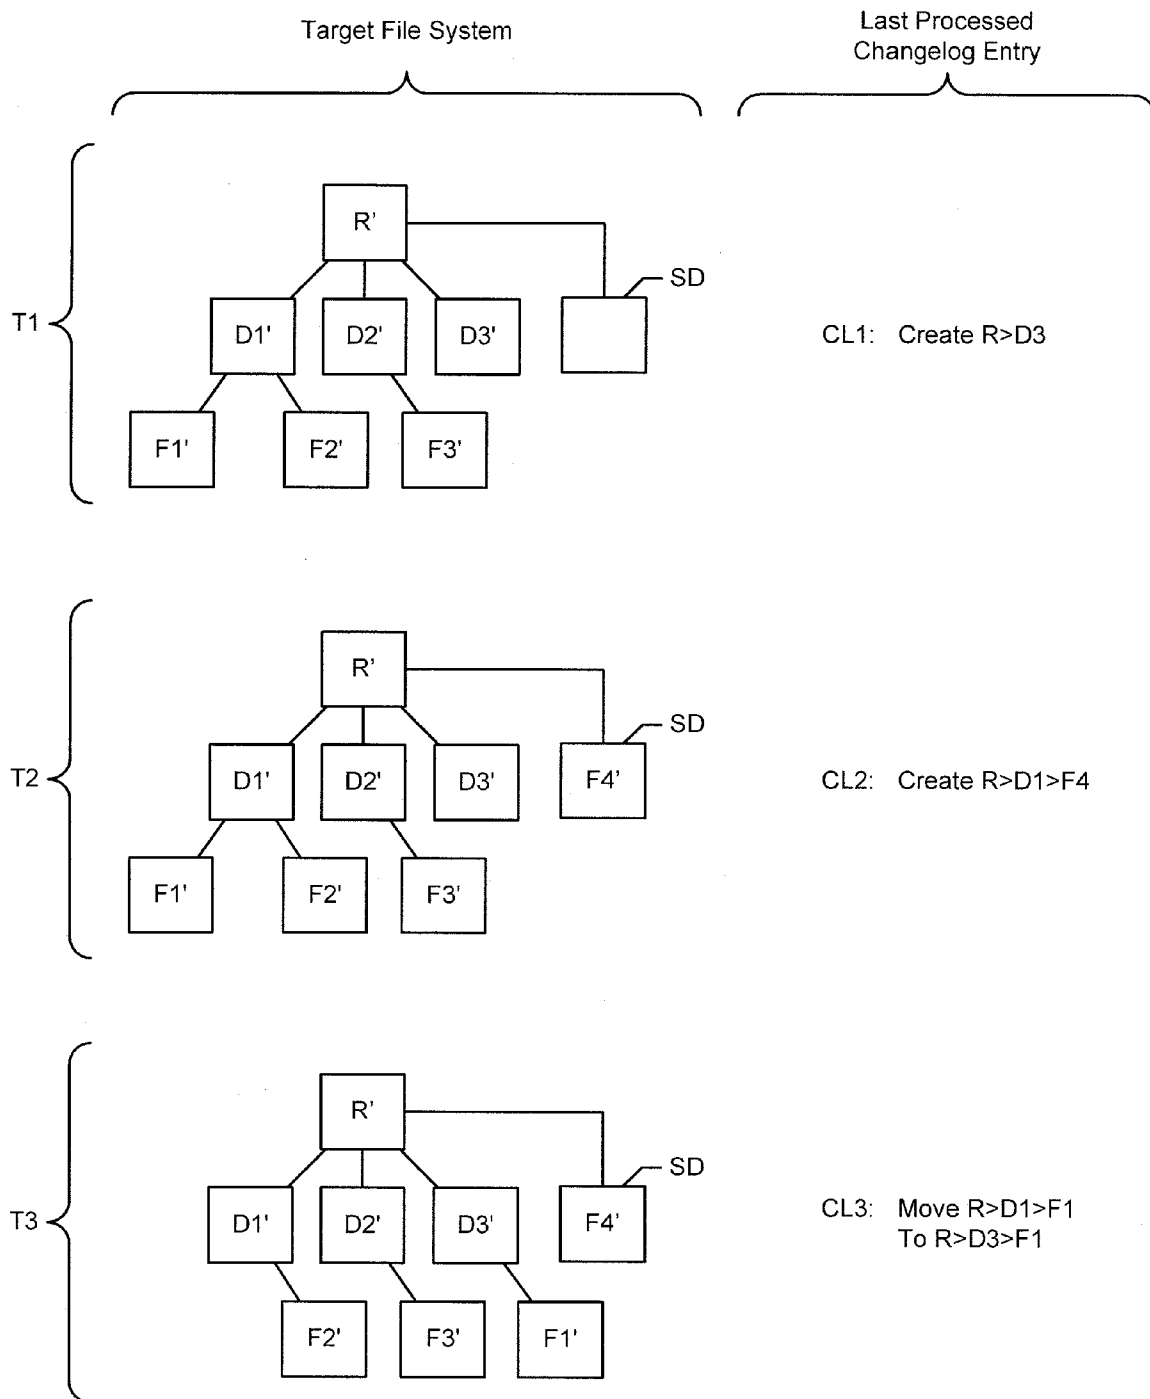 Target File System
Last Processed
Changelog Entry
R'
SD
T1
D1'
D2'
D3'
CL1: Create R>D3
F1'
F2'
F3'
R'
SD
T2
D1'
D2'
D3'
F4'
CL2: Create R>D1>F4
F1'
F2'
F3'
R'
SD
T3
D1'
D2'
D3'
F4'
CL3: Move R>D1>F1
To R>D3>F1
F2'
F3'
F1'